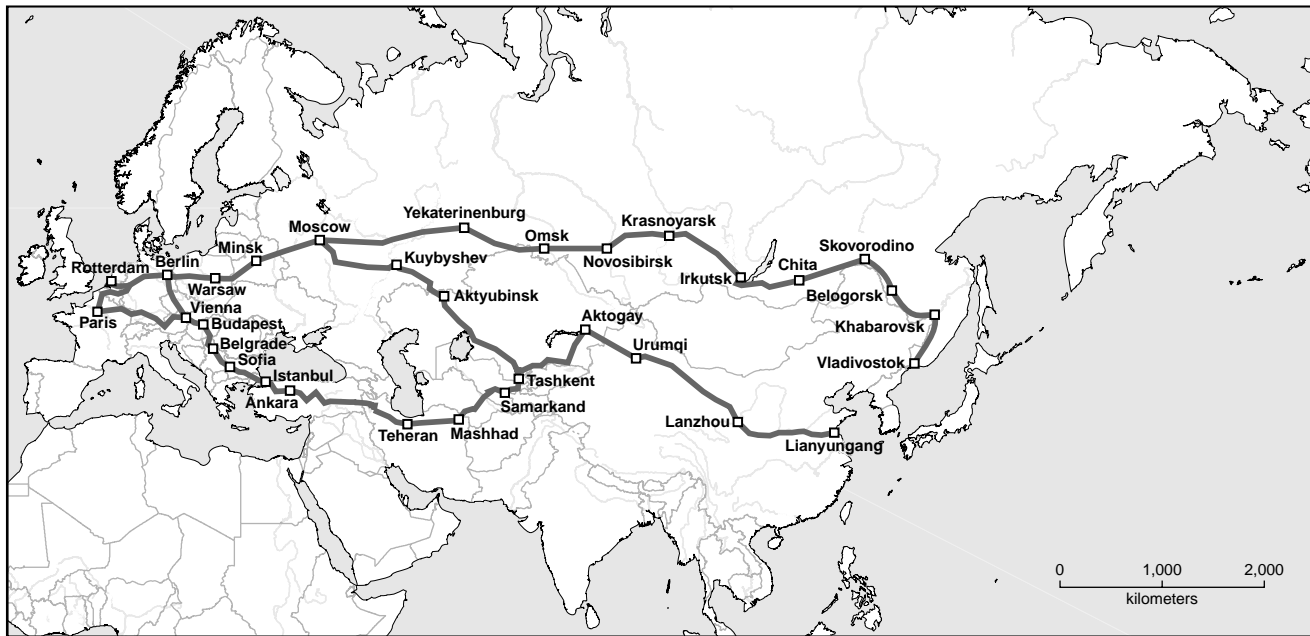 Yekaterinenburg
Krasnoyarsk
Moscow
Omsk
Skovorodino
Minsk
Novosibirsk
Kuybyshev
Berlin
Rotterdam
Irkutsk
Chita
Warsaw
Belogorsk
Aktyubinsk
Vienna
Paris
Budapest
Aktogay
Khabarovsk
Belgrade
Urumqi
Sofia
Vladivostok
Istanbul
Tashkent
Ankara
Samarkand
Teheran
Mashhad
Lanzhou
Lianyungang
0 1,000 2,000
kilometers